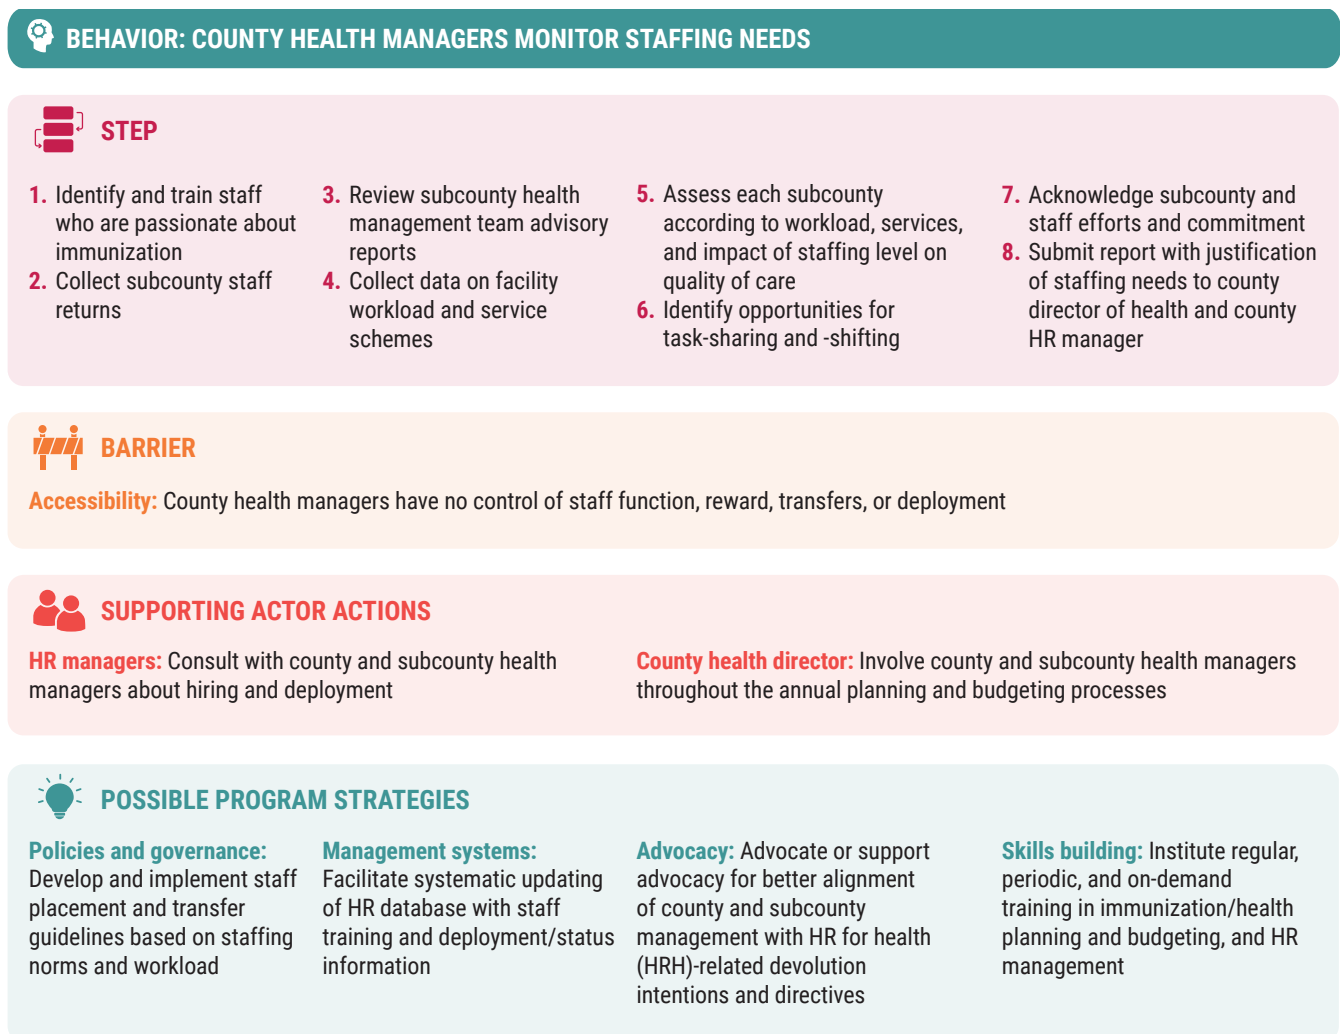 BEHAVIOR: COUNTY HEALTH MANAGERS MONITOR STAFFING NEEDS
STEP
1. Identify and train staff
who are passionate about
immunization
2. Collect subcounty staff
returns
3. Review subcounty health
management team advisory
reports
4. Collect data on facility
workload and service
schemes
5. Assess each subcounty
according to workload, services,
and impact of staffing level on
quality of care
6. Identify opportunities for
task-sharing and -shifting
7. Acknowledge subcounty and
staff efforts and commitment
8. Submit report with justification
of staffing needs to county
director of health and county
HR manager
BARRIER
Accessibility: County health managers have no control of staff function, reward, transfers, or deployment
SUPPORTING ACTOR ACTIONS
HR managers: Consult with county and subcounty health
managers about hiring and deployment
County health director: Involve county and subcounty health managers
throughout the annual planning and budgeting processes
POSSIBLE PROGRAM STRATEGIES
Policies and governance:
Develop and implement staff
placement and transfer
guidelines based on staffing
norms and workload
Management systems:
Facilitate systematic updating
of HR database with staff
training and deployment/status
information
Advocacy: Advocate or support
advocacy for better alignment
of county and subcounty
management with HR for health
(HRH)-related devolution
intentions and directives
Skills building: Institute regular,
periodic, and on-demand
training in immunization/health
planning and budgeting, and HR
management